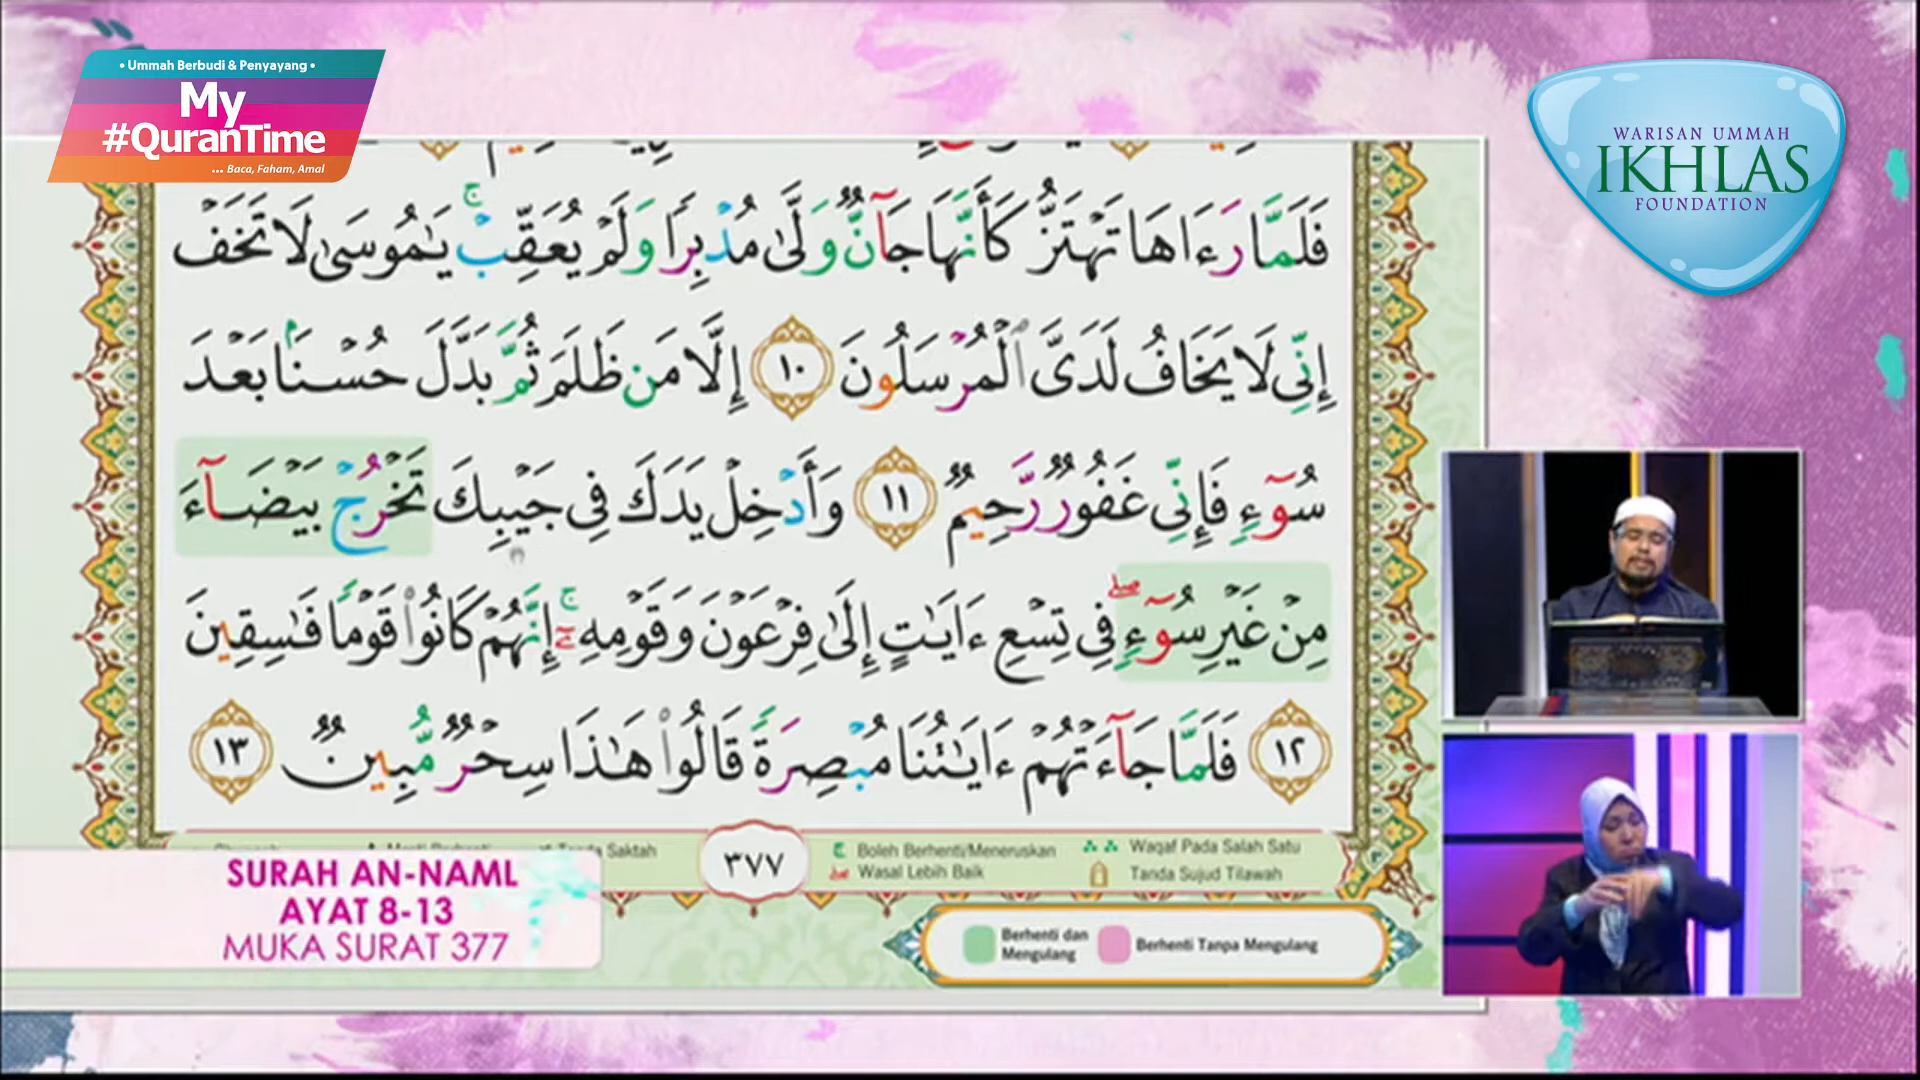 • Ummah Berbudi & Penyayang •
My
#QuranTime
... Baca, Faham, Amal
WARISAN UMMAH
IKHLAS
FOUNDATION
فَلَمَّا رَءَاهَا تَهْتَزُّ كَأَنَّهَا جَآنٌّ وَلَّىٰ مُدْبِرًا وَلَمْ يُعَقِّبْ ۚ يَٰمُوسَىٰ لَا تَخَفْ
إِنِّى لَا يَخَافُ لَدَىَّ ٱلْمُرْسَلُونَ ١٠ إِلَّا مَن ظَلَمَ ثُمَّ بَدَّلَ حُسْنَۢا بَعْدَ
سُوٓءٍ فَإِنِّى غَفُورٌ رَّحِيمٌ ١١ وَأَدْخِلْ يَدَكَ فِى جَيْبِكَ تَخْرُجْ بَيْضَآءَ
مِنْ غَيْرِ سُوٓءٍ ۖ فِى تِسْعِ ءَايَٰتٍ إِلَىٰ فِرْعَوْنَ وَقَوْمِهِۦٓ ۚ إِنَّهُمْ كَانُوا۟ قَوْمًا فَٰسِقِينَ
١٢ فَلَمَّا جَآءَتْهُمْ ءَايَٰتُنَا مُبْصِرَةً قَالُوا۟ هَٰذَا سِحْرٌ مُّبِينٌ ١٣
Tanda Saktah
٣٧٧
Boleh Berhenti/Meneruskan
Waqaf Pada Salah Satu
Wasal Lebih Baik
Tanda Sujud Tilawah
SURAH AN-NAML
AYAT 8-13
MUKA SURAT 377
Berhenti dan
Mengulang
Berhenti Tanpa Mengulang